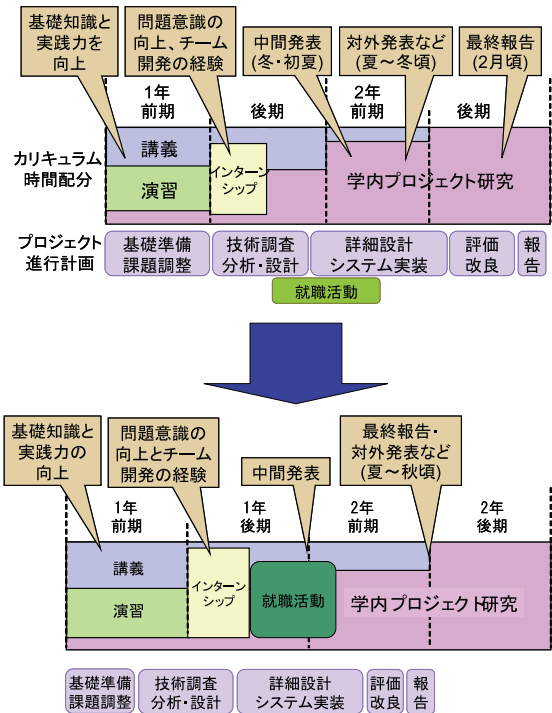 基礎知識と
実践力を
向上
問題意識の
向上、チーム
開発の経験
中間発表
(冬・初夏)
対外発表など
(夏～冬頃)
最終報告
(2月頃)
1年
前期
後期
2年
前期
後期
カリキュラム
時間配分
講義
演習
インターン
シップ
学内プロジェクト研究
プロジェクト
進行計画
基礎準備
課題調整
技術調査
分析・設計
詳細設計
システム実装
評価
改良
報
告
就職活動
基礎知識と
実践力の
向上
問題意識の
向上とチーム
開発の経験
中間発表
最終報告・
対外発表など
(夏～秋頃)
1年
前期
1年
後期
2年
前期
2年
後期
講義
演習
インターン
シップ
就職活動
学内プロジェクト研究
基礎準備
課題調整
技術調査
分析・設計
詳細設計
システム実装
評価
改良
報
告